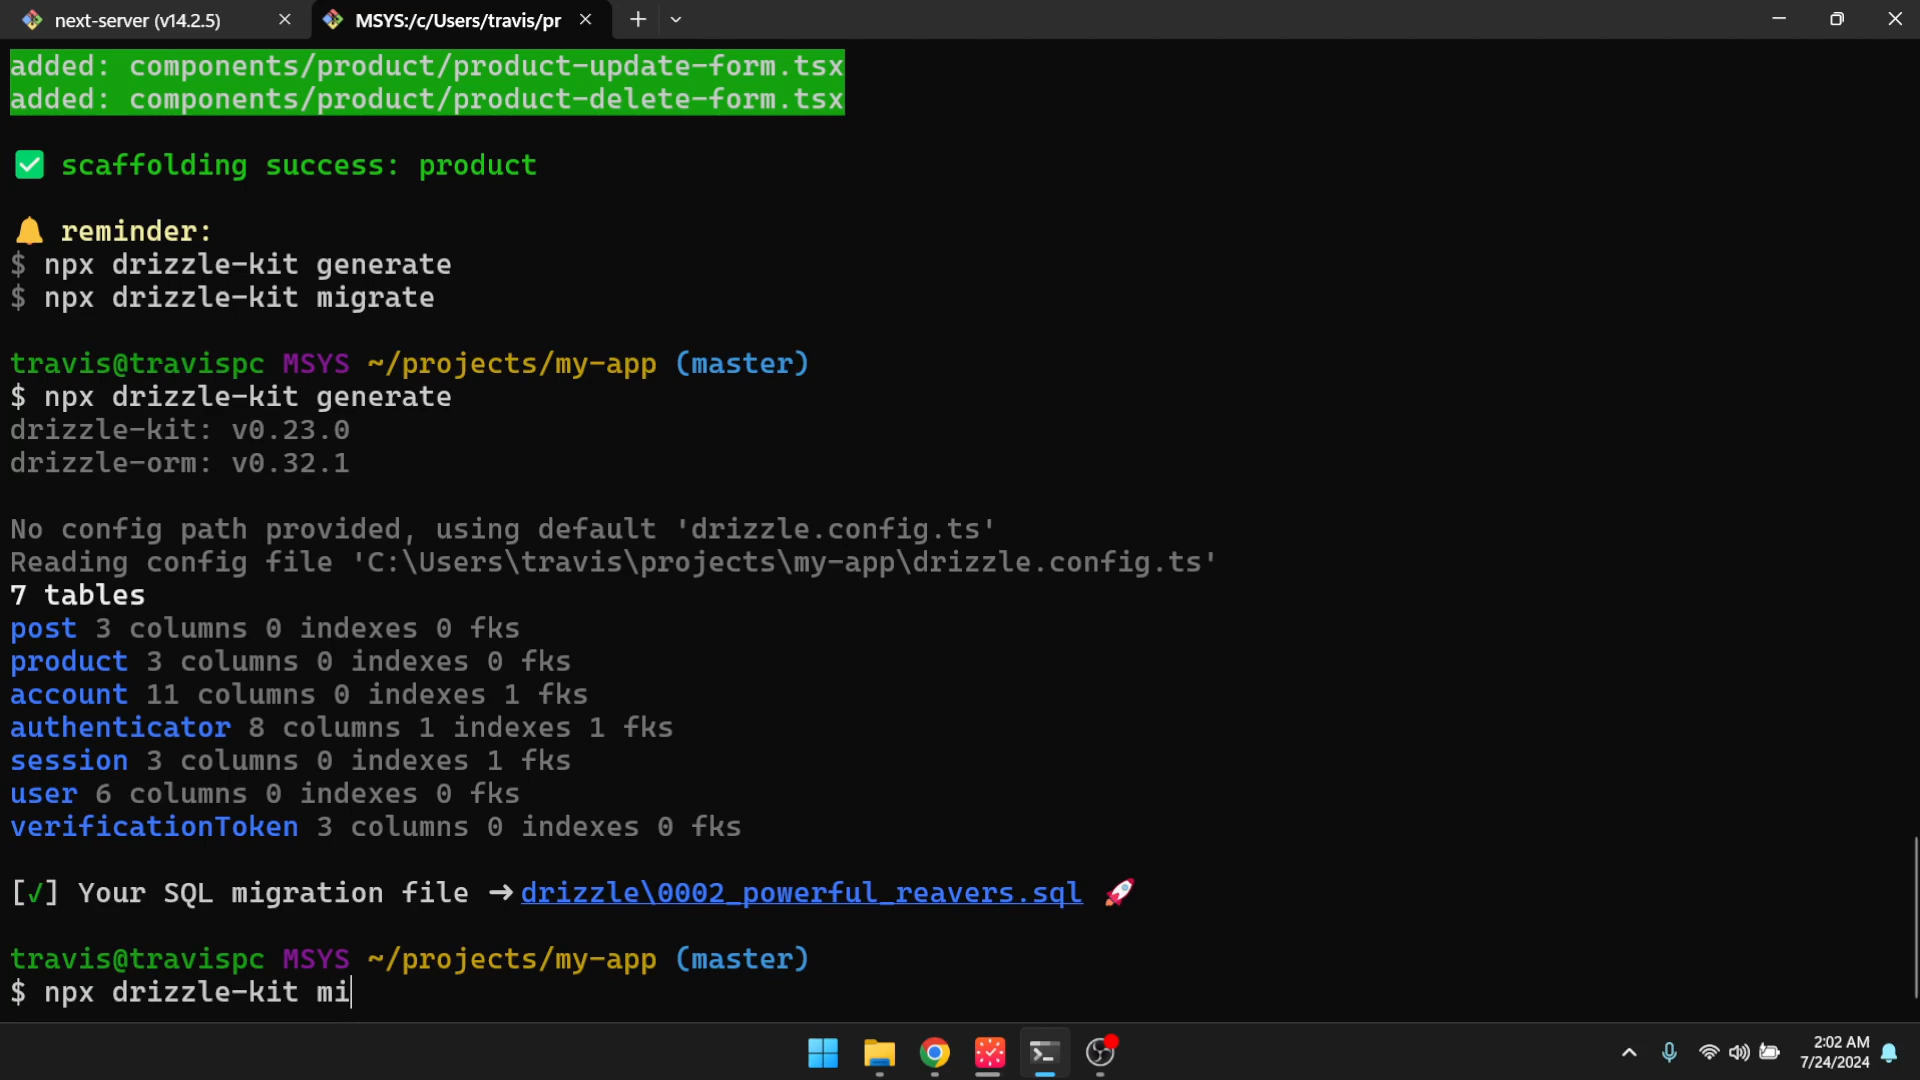 next-server (v14.2.5)
MSYS:/c/Users/travis/pr
added: components/product/product-update-form.tsx
added: components/product/product-delete-form.tsx
✅ scaffolding success: product
🔔 reminder:
$ npx drizzle-kit generate
$ npx drizzle-kit migrate
travis@travispc MSYS ~/projects/my-app (master)
$ npx drizzle-kit generate
drizzle-kit: v0.23.0
drizzle-orm: v0.32.1
No config path provided, using default 'drizzle.config.ts'
Reading config file 'C:\Users\travis\projects\my-app\drizzle.config.ts'
7 tables
post 3 columns 0 indexes 0 fks
product 3 columns 0 indexes 0 fks
account 11 columns 0 indexes 1 fks
authenticator 8 columns 1 indexes 1 fks
session 3 columns 0 indexes 1 fks
user 6 columns 0 indexes 0 fks
verificationToken 3 columns 0 indexes 0 fks
[✓] Your SQL migration file ➜ drizzle\0002_powerful_reavers.sql 🚀
travis@travispc MSYS ~/projects/my-app (master)
$ npx drizzle-kit mi
2:02 AM
7/24/2024